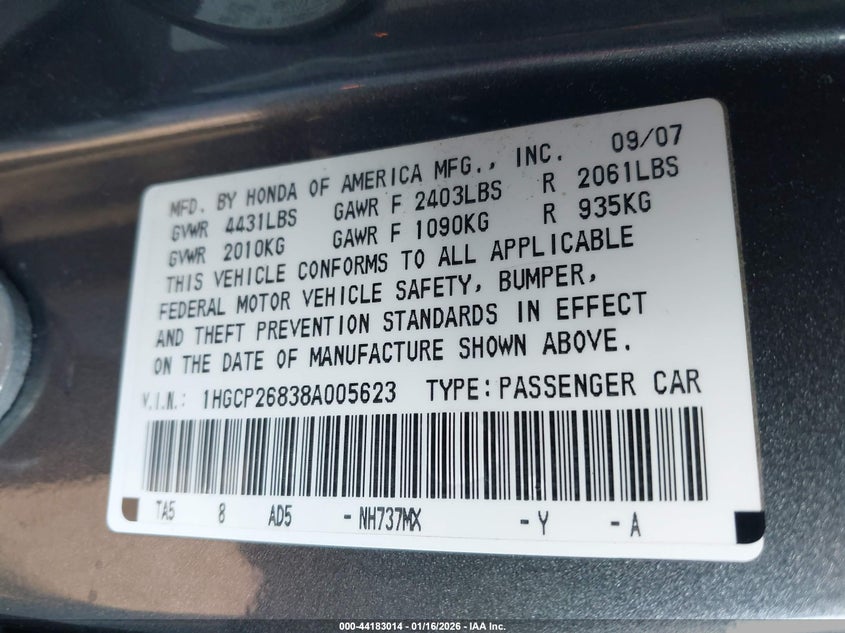 MFD. BY HONDA OF AMERICA MFG., INC. 09/07
GVWR 4431LBS GAWR F 2403LBS R 2061LBS
GVWR 2010KG GAWR F 1090KG R 935KG
THIS VEHICLE CONFORMS TO ALL APPLICABLE
FEDERAL MOTOR VEHICLE SAFETY, BUMPER,
AND THEFT PREVENTION STANDARDS IN EFFECT
ON THE DATE OF MANUFACTURE SHOWN ABOVE.
V.I.N.: 1HGCP26838A005623 TYPE:PASSENGER CAR
TA5 8 AD5 -NH737MX -Y -A
000-44183014 - 01/16/2026 - IAA Inc.